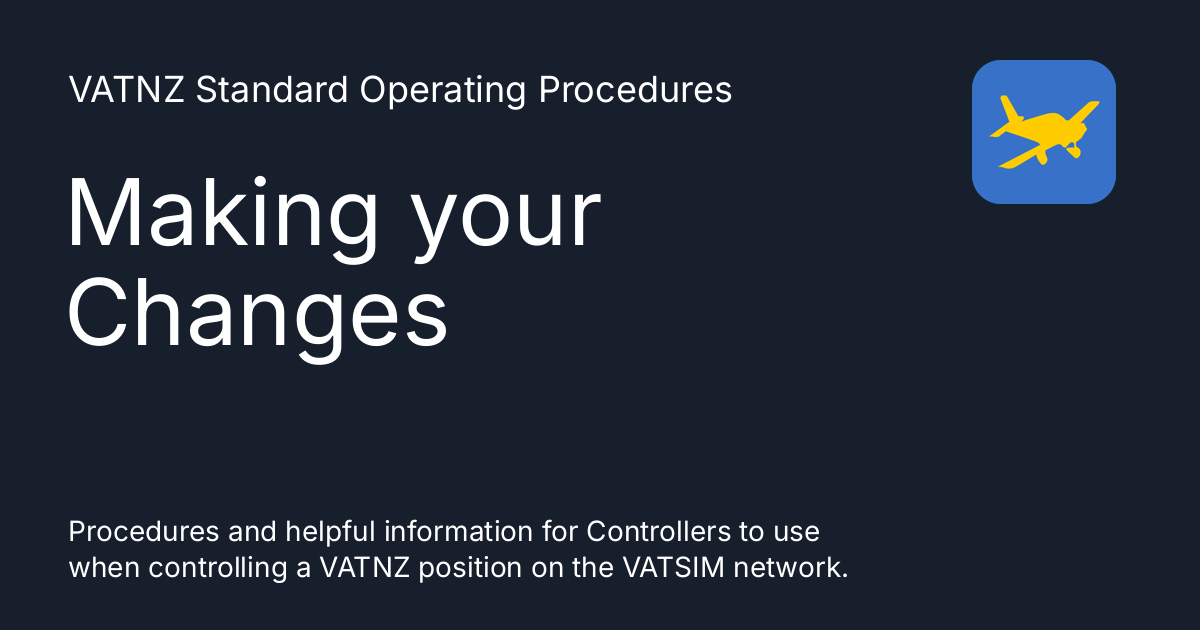 VATNZ Standard Operating Procedures
Making your
Changes
Procedures and helpful information for Controllers to use
when controlling a VATNZ position on the VATSIM network.